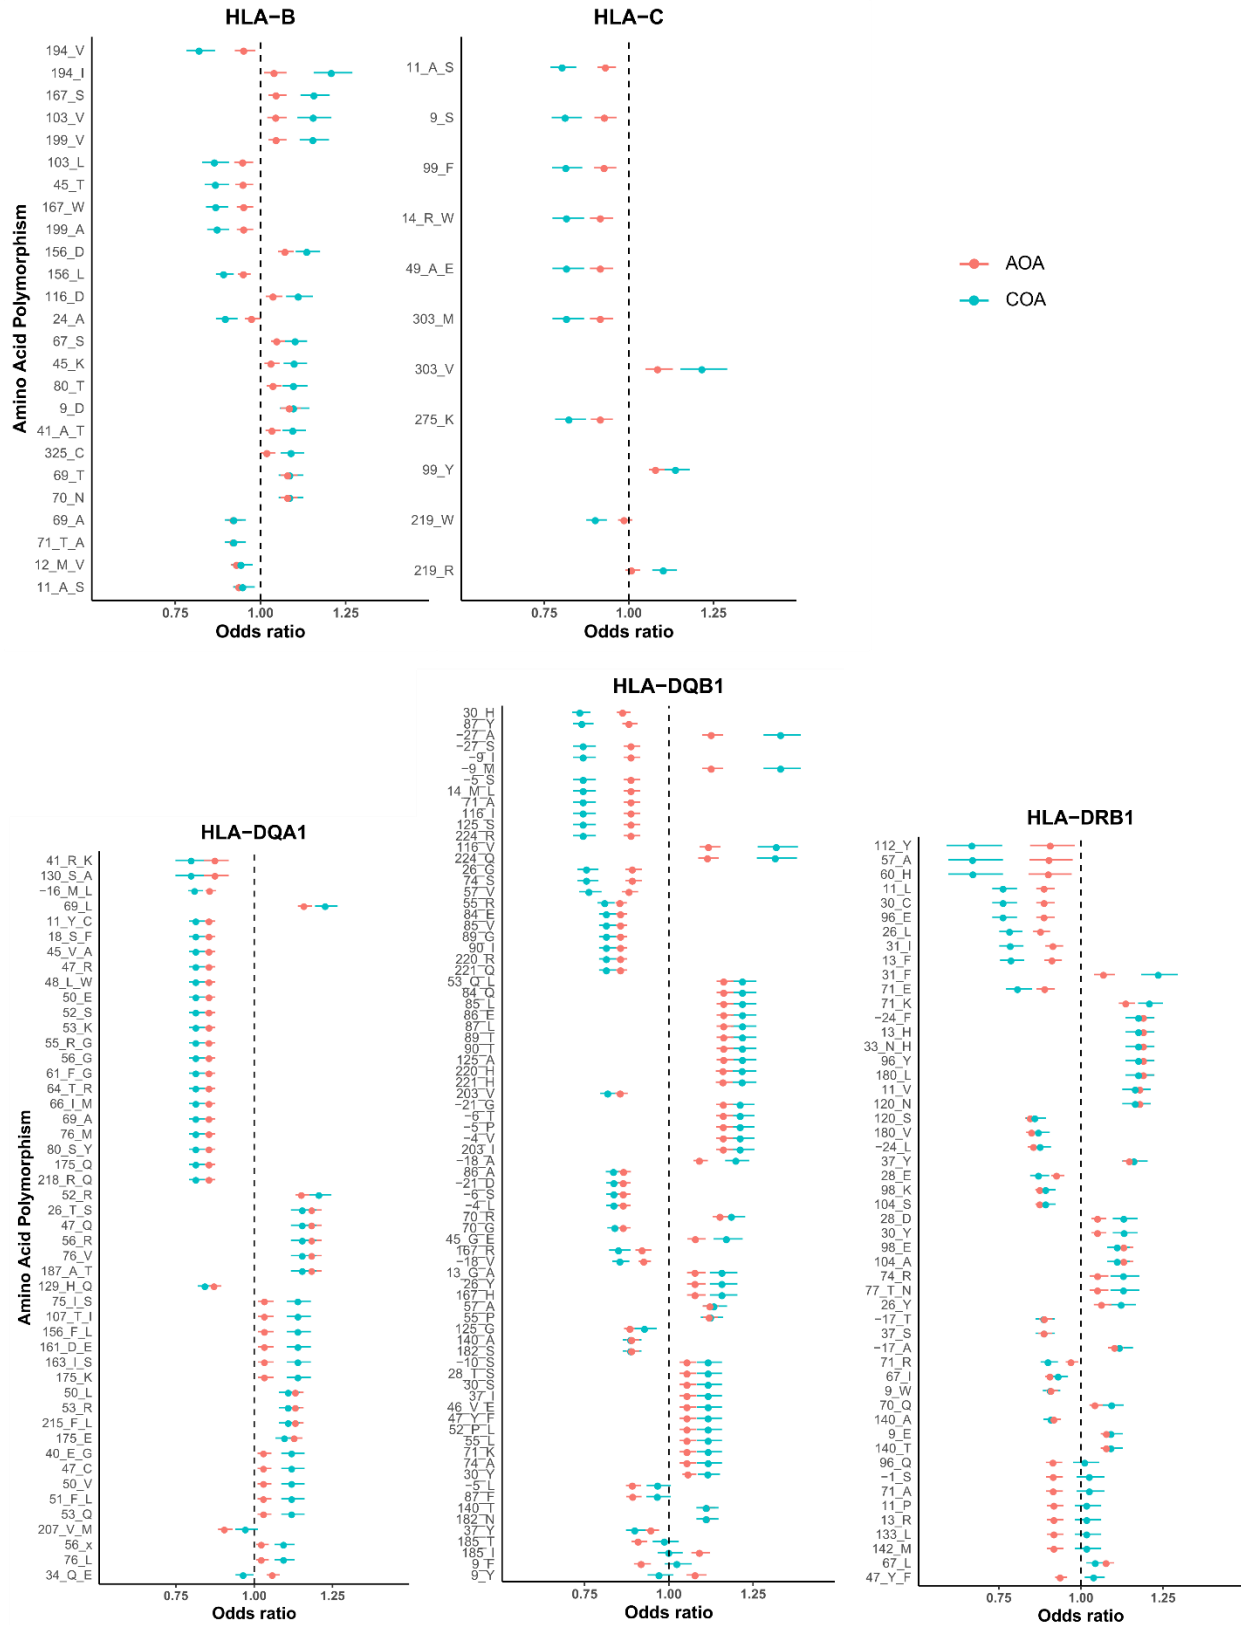 HLA−B
194_V
194_I
167_S
103_V
199_V
103_L
45_T
167_W
199_A
156_D
156_L
116_D
24_A
67_S
45_K
80_T
9_D
41_A_T
325_C
69_T
70_N
69_A
71_T_A
12_M_V
11_A_S
Amino Acid Polymorphism
0.75 1.00 1.25
Odds ratio
HLA−C
11_A_S
9_S
99_F
14_R_W
49_A_E
303_M
303_V
275_K
99_Y
219_W
219_R
0.75 1.00 1.25
Odds ratio
AOA
COA
HLA−DQA1
41_R_K
130_S_A
−16_M_L
69_L
11_Y_C
18_S_F
45_V_A
47_R
48_L_W
50_E
52_S
53_K
55_R_G
56_G
61_F_G
64_T_R
66_I_M
69_A
76_M
80_S_Y
175_Q
218_R_Q
52_R
26_T_S
47_Q
56_R
76_V
187_A_T
129_H_Q
75_I_S
107_T_I
156_F_L
161_D_E
163_I_S
175_K
50_L
53_R
215_F_L
175_E
40_E_G
47_C
50_V
51_F_L
53_Q
207_V_M
56_x
76_L
34_Q_E
Amino Acid Polymorphism
0.75 1.00 1.25
Odds ratio
HLA−DQB1
30_H
87_Y
−27_A
−27_S
−9_I
−9_M
−5_S
14_M_L
71_A
116_I
125_S
224_R
116_V
224_Q
26_G
74_S
57_V
55_R
84_E
85_V
89_G
90_I
220_R
221_Q
53_Q_L
84_Q
85_L
86_E
87_L
89_T
90_T
125_A
220_H
221_H
203_V
−21_G
−6_T
−5_P
−4_V
203_I
−18_A
86_A
−21_D
−6_S
−4_L
70_R
70_G
45_G_E
167_R
−18_V
13_G_A
26_Y
167_H
57_A
55_P
125_G
140_A
182_S
−10_S
28_T_S
30_S
37_I
46_V_E
47_Y_F
52_P_L
55_L
71_K
74_A
30_Y
−5_L
87_F
140_T
182_N
37_Y
185_T
185_I
9_F
9_Y
0.75 1.00 1.25
Odds ratio
HLA−DRB1
112_Y
57_A
60_H
11_L
30_C
96_E
26_L
31_I
13_F
31_F
71_E
71_K
−24_F
13_H
33_N_H
96_Y
180_L
11_V
120_N
120_S
180_V
−24_L
37_Y
28_E
98_K
104_S
28_D
30_Y
98_E
104_A
74_R
77_T_N
26_Y
−17_T
37_S
−17_A
71_R
67_I
9_W
70_Q
140_A
9_E
140_T
96_Q
−1_S
71_A
11_P
13_R
133_L
142_M
67_L
47_Y_F
0.75 1.00 1.25
Odds ratio